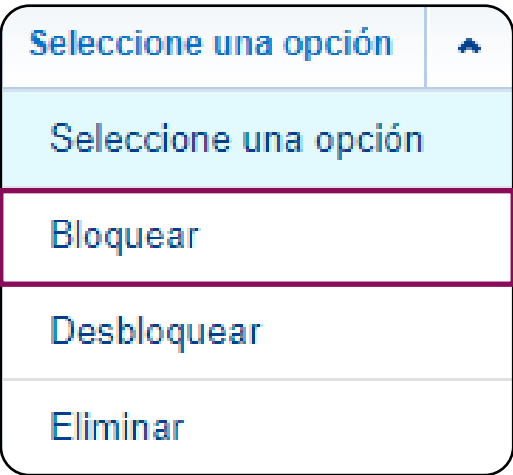 Seleccione una opción
Seleccione una opción
Bloquear
Desbloquear
Eliminar